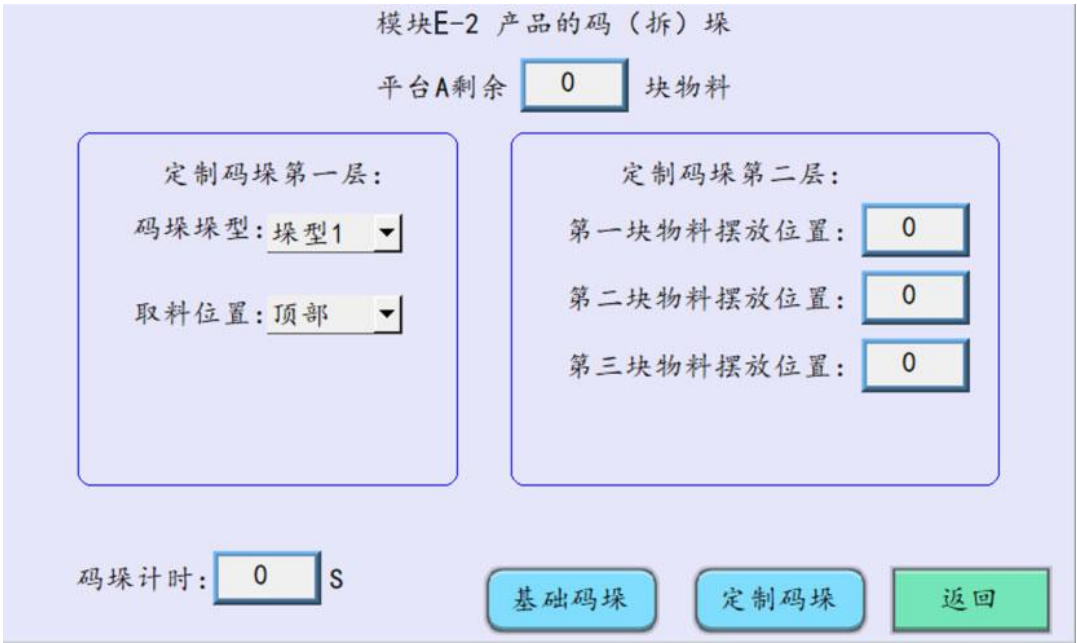 模块E-2 产品的码（拆）垛
平台A剩余 0 块物料
定制码垛第一层：
码垛垛型：垛型1
取料位置：顶部
定制码垛第二层：
第一块物料摆放位置：0
第二块物料摆放位置：0
第三块物料摆放位置：0
码垛计时：0 S
基础码垛 定制码垛 返回